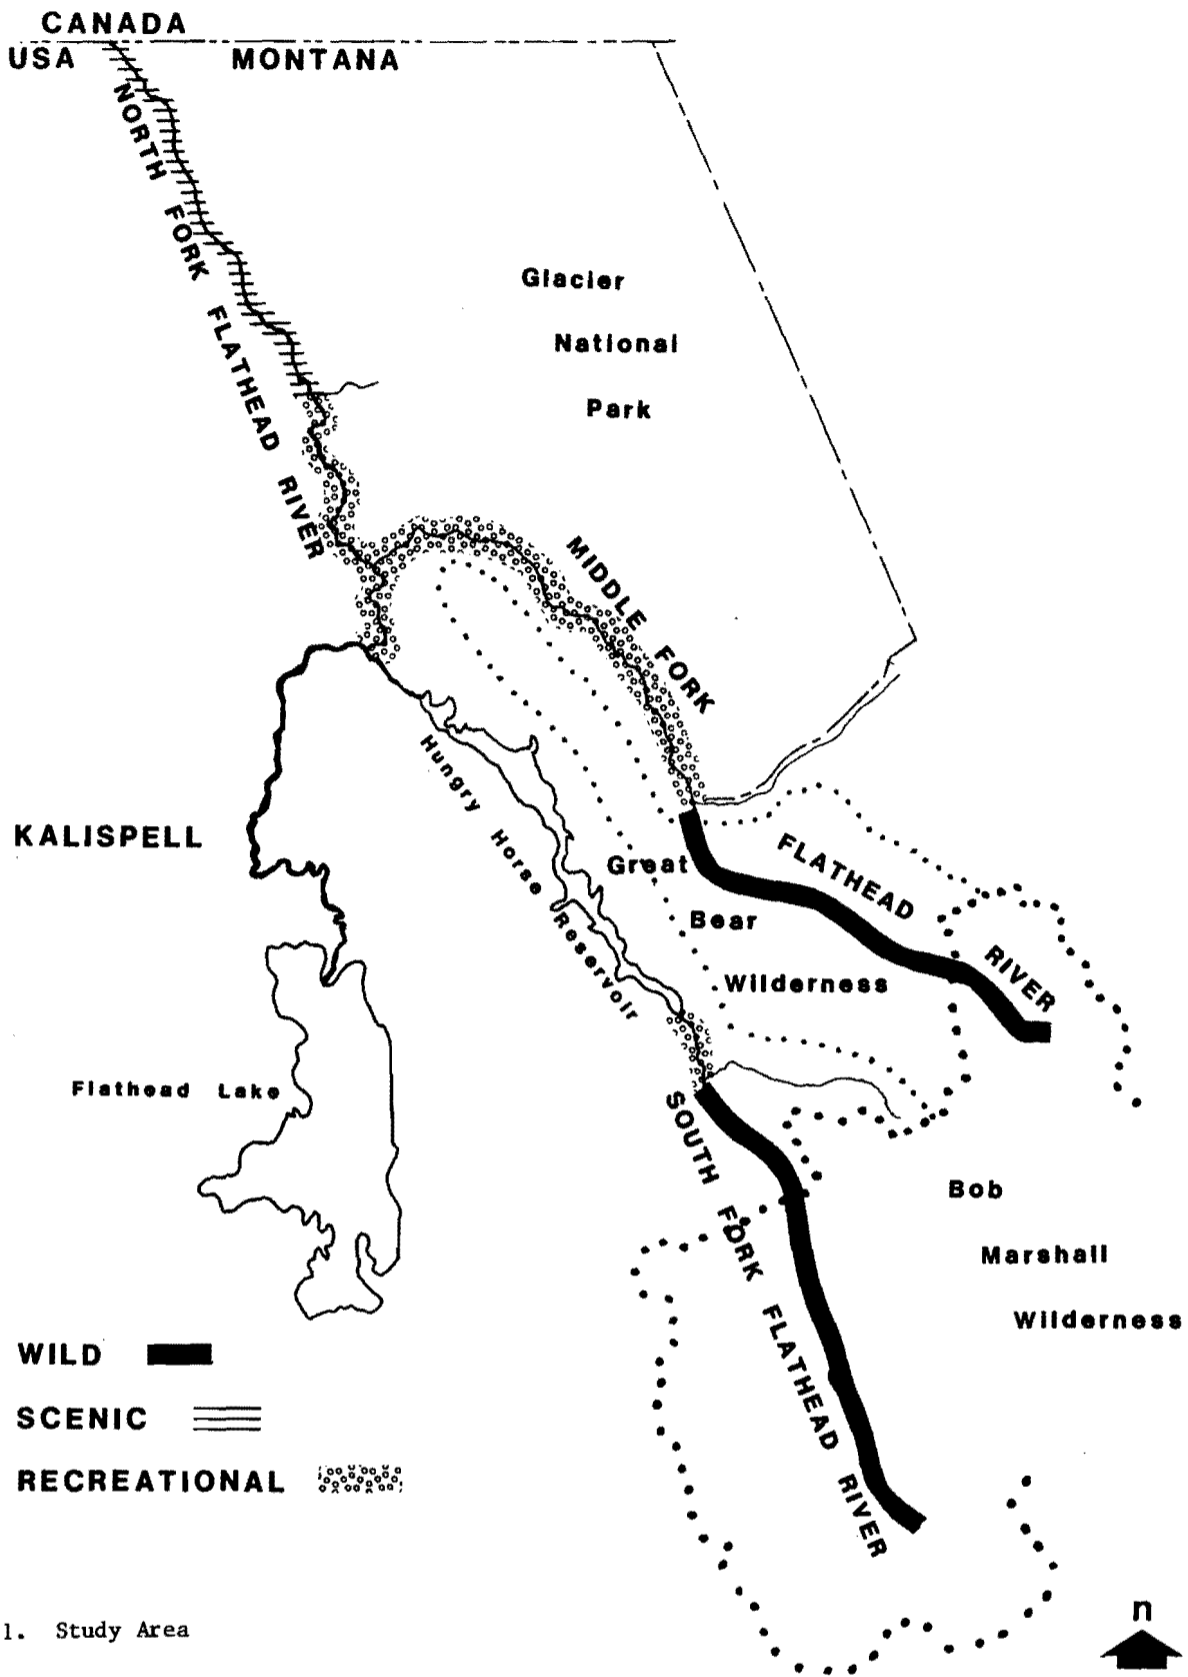 CANADA
USA MONTANA
NORTH FORK FLATHEAD RIVER
Glacier
National
Park
MIDDLE FORK
FLATHEAD
RIVER
Hungry Horse Reservoir
KALISPELL
Great
Bear
Wilderness
Flathead Lake
SOUTH FORK FLATHEAD RIVER
Bob
Marshall
Wilderness
WILD
SCENIC
RECREATIONAL
1. Study Area
n